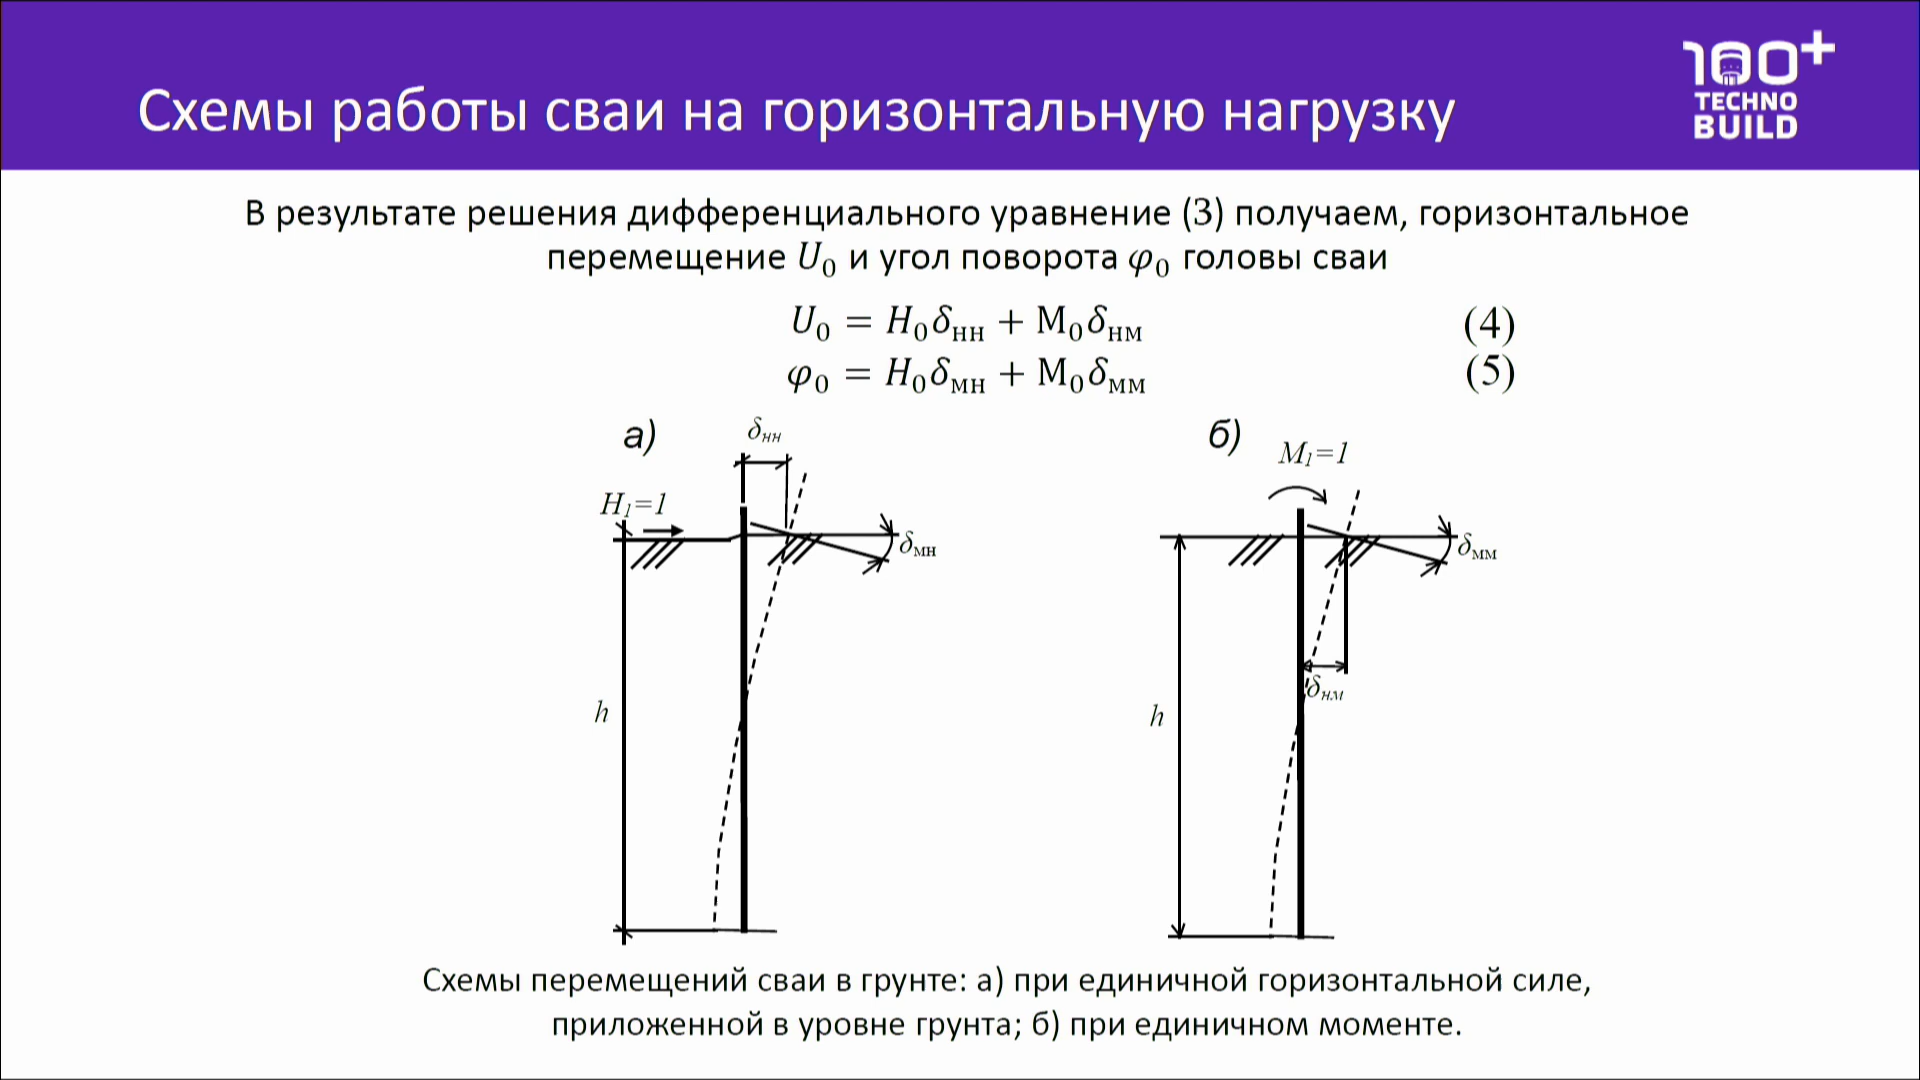 100+
TECHNO
BUILD
Схемы работы сваи на горизонтальную нагрузку
В результате решения дифференциального уравнение (3) получаем, горизонтальное
перемещение U₀ и угол поворота φ₀ головы сваи
U₀ = H₀δнн + M₀δнм (4)
φ₀ = H₀δмн + M₀δмм (5)
а)
δнн
H₁=1
δмн
h
б)
M₁=1
δмм
δнм
h
Схемы перемещений сваи в грунте: а) при единичной горизонтальной силе,
приложенной в уровне грунта; б) при единичном моменте.